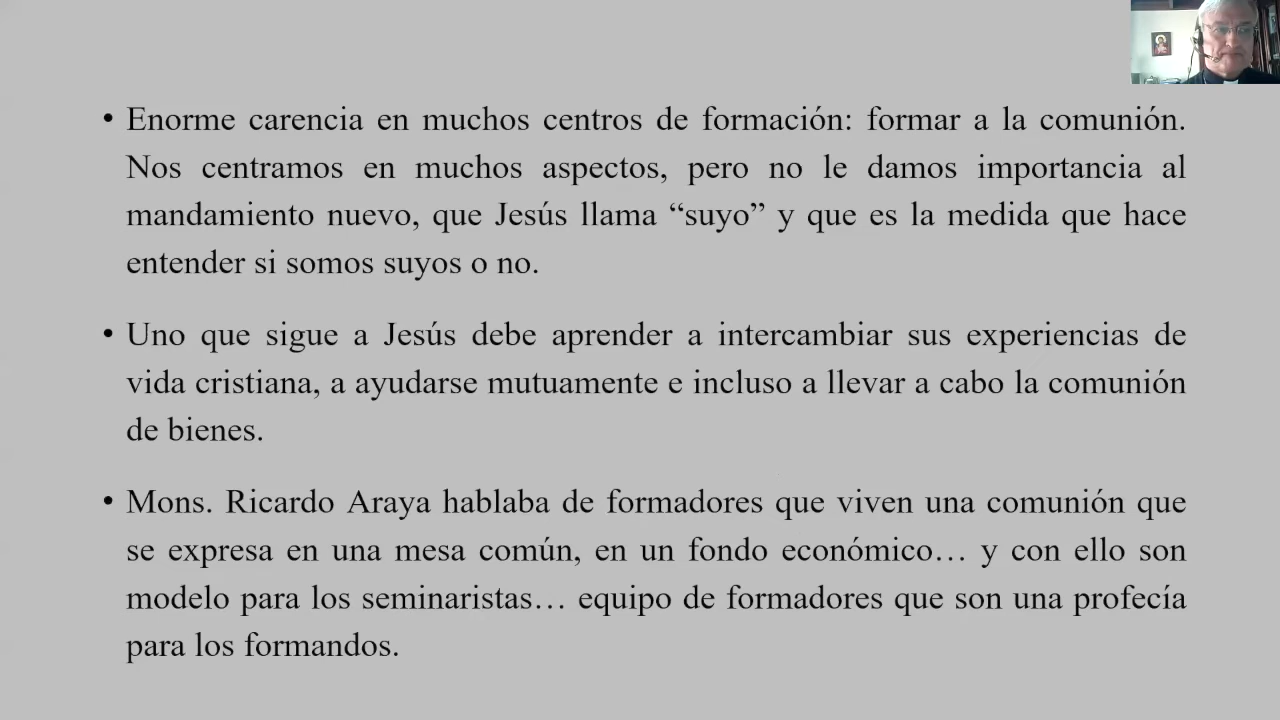 • Enorme carencia en muchos centros de formación: formar a la comunión.
Nos centramos en muchos aspectos, pero no le damos importancia al
mandamiento nuevo, que Jesús llama “suyo” y que es la medida que hace
entender si somos suyos o no.
• Uno que sigue a Jesús debe aprender a intercambiar sus experiencias de
vida cristiana, a ayudarse mutuamente e incluso a llevar a cabo la comunión
de bienes.
• Mons. Ricardo Araya hablaba de formadores que viven una comunión que
se expresa en una mesa común, en un fondo económico… y con ello son
modelo para los seminaristas… equipo de formadores que son una profecía
para los formandos.